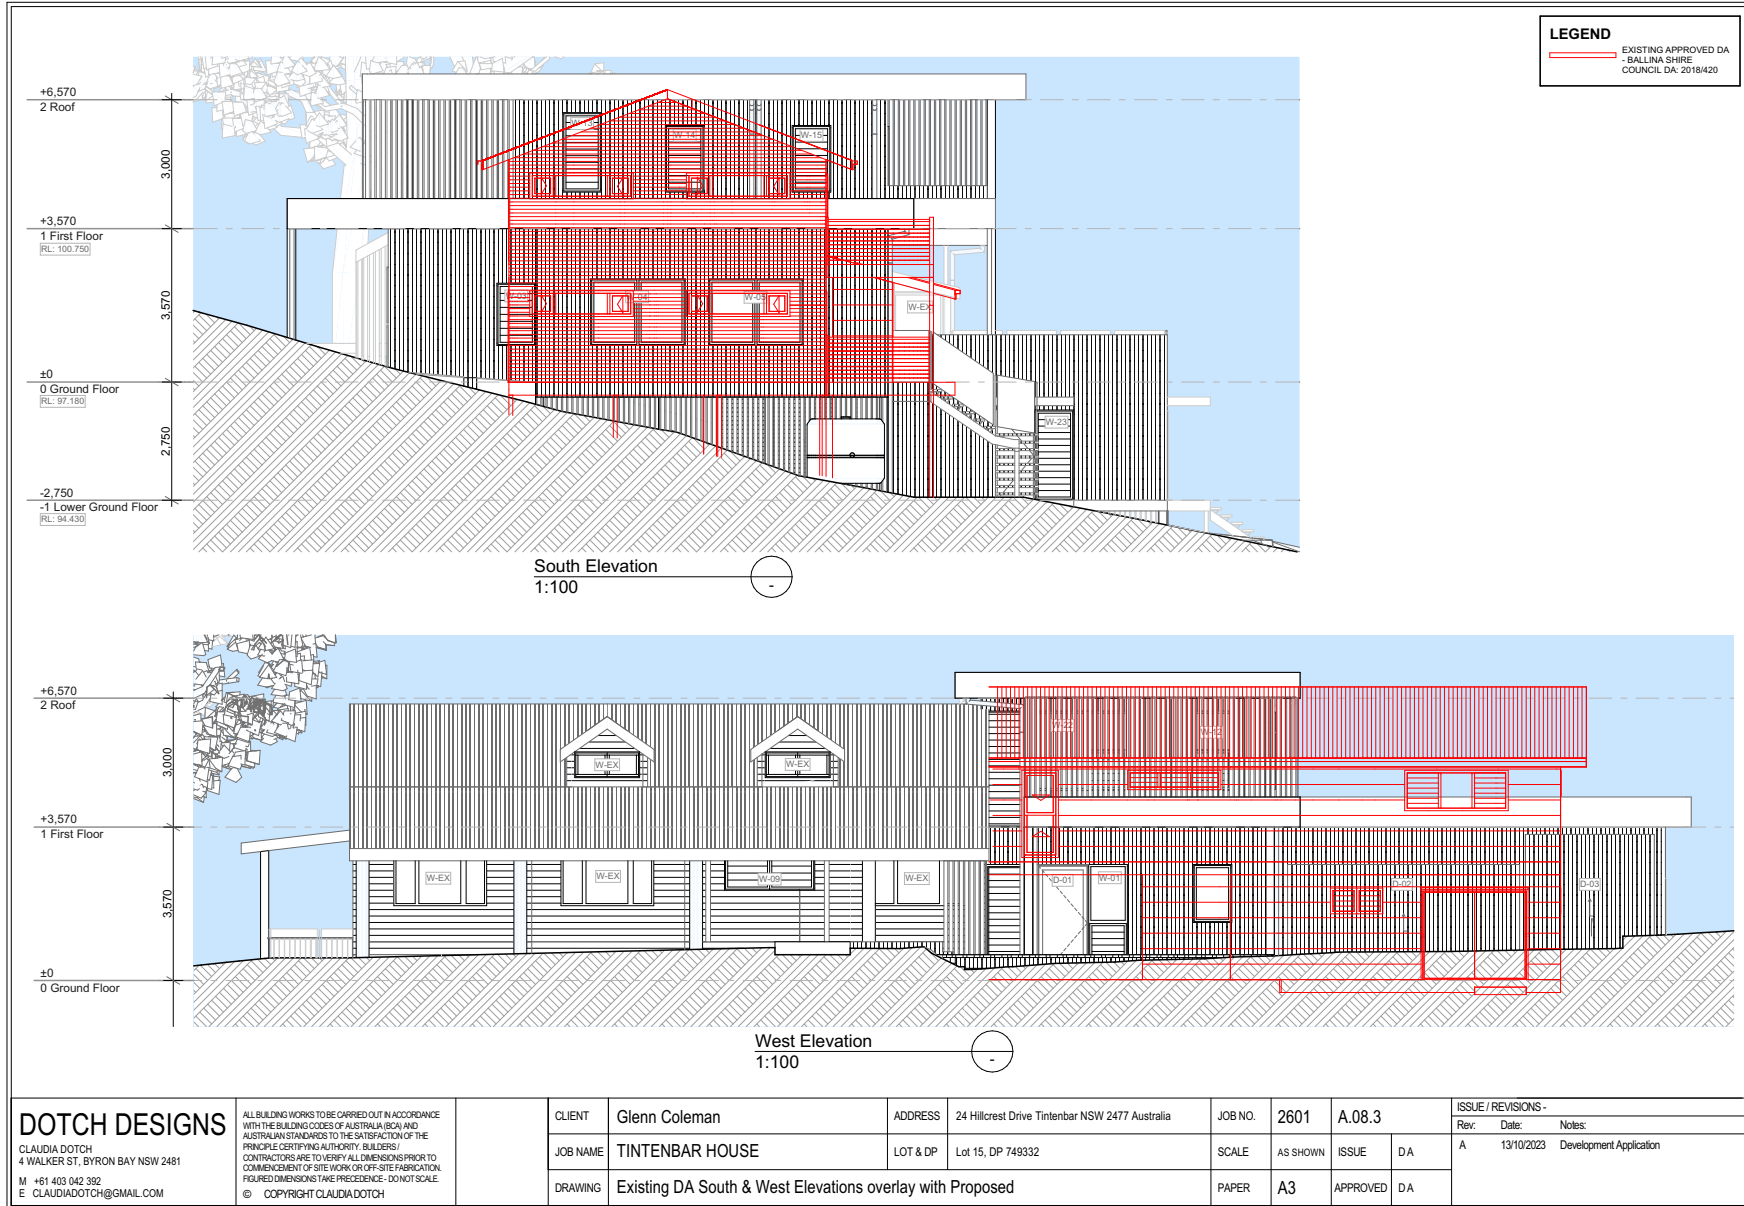 LEGEND
EXISTING APPROVED DA
- BALLINA SHIRE
COUNCIL DA: 2018/420
+6,570
2 Roof
3,000
+3,570
1 First Floor
RL: 100.750
3,570
±0
0 Ground Floor
RL: 97.180
2,750
-2,750
-1 Lower Ground Floor
RL: 94.430
W-13
W-14
W-15
W-03
W-04
W-05
W-EX
W-23
South Elevation
1:100
-
+6,570
2 Roof
3,000
+3,570
1 First Floor
3,570
±0
0 Ground Floor
W-EX
W-EX
W-22
W-12
W-EX
W-EX
W-09
W-EX
D-01
W-01
D-02
D-03
West Elevation
1:100
-
DOTCH DESIGNS
CLAUDIA DOTCH
4 WALKER ST, BYRON BAY NSW 2481
M +61 403 042 392
E CLAUDIADOTCH@GMAIL.COM
ALL BUILDING WORKS TO BE CARRIED OUT IN ACCORDANCE
WITH THE BUILDING CODES OF AUSTRALIA (BCA) AND
AUSTRALIAN STANDARDS TO THE SATISFACTION OF THE
PRINCIPLE CERTIFYING AUTHORITY. BUILDERS /
CONTRACTORS ARE TO VERIFY ALL DIMENSIONS PRIOR TO
COMMENCEMENT OF SITE WORK OR OFF-SITE FABRICATION.
FIGURED DIMENSIONS TAKE PRECEDENCE - DO NOT SCALE.
© COPYRIGHT CLAUDIA DOTCH
CLIENT Glenn Coleman
JOB NAME TINTENBAR HOUSE
DRAWING Existing DA South & West Elevations overlay with Proposed
ADDRESS 24 Hillcrest Drive Tintenbar NSW 2477 Australia
LOT & DP Lot 15, DP 749332
JOB NO. 2601 A.08.3
SCALE AS SHOWN ISSUE DA
PAPER A3 APPROVED DA
ISSUE / REVISIONS -
Rev: Date: Notes:
A 13/10/2023 Development Application